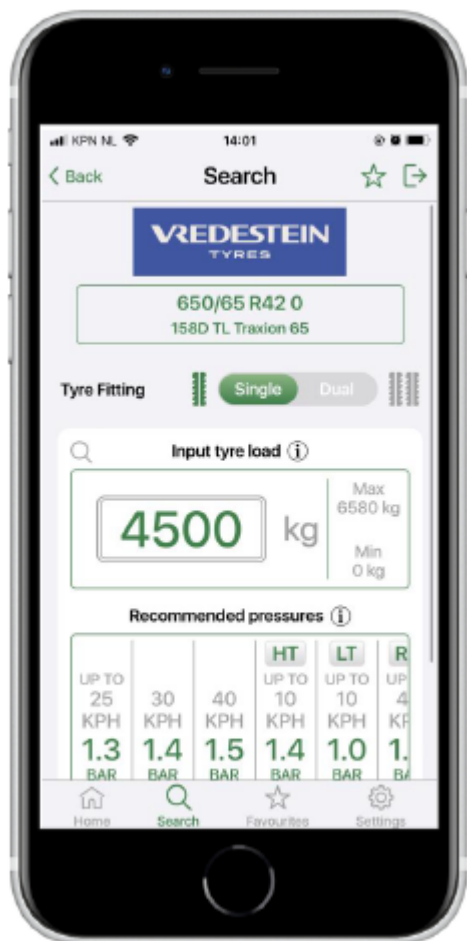 KPN NL 14:01
Back Search
VREDESTEIN
TYRES
650/65 R42 0
158D TL Traxion 65
Tyre Fitting Single Dual
Input tyre load
4500 kg
Max
6580 kg
Min
0 kg
Recommended pressures
HT LT R
UP TO UP TO UP TO UP
25 30 40 10 10 4
KPH KPH KPH KPH KPH
1.3 1.4 1.5 1.4 1.0 1.
BAR BAR BAR BAR BAR
Home Search Favourites Settings